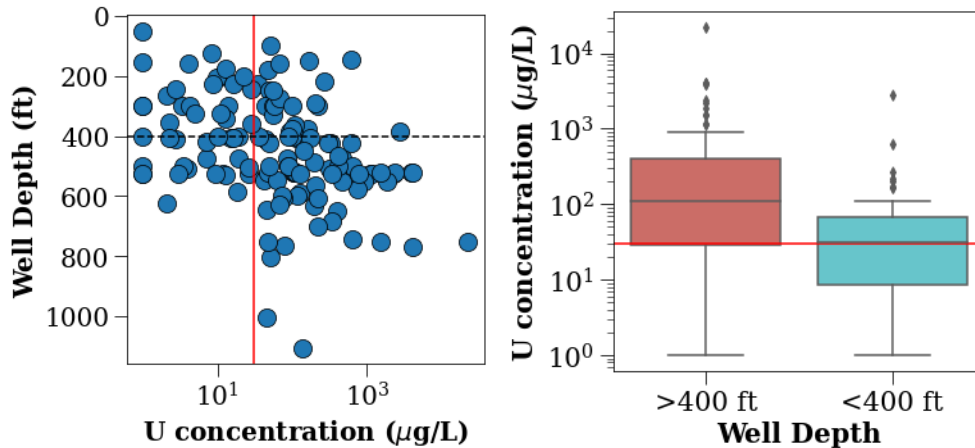 0
200
400
600
800
1000
Well Depth (ft)
10¹
10³
U concentration (μg/L)
10⁴
10³
10²
10¹
10⁰
U concentration (μg/L)
>400 ft
<400 ft
Well Depth